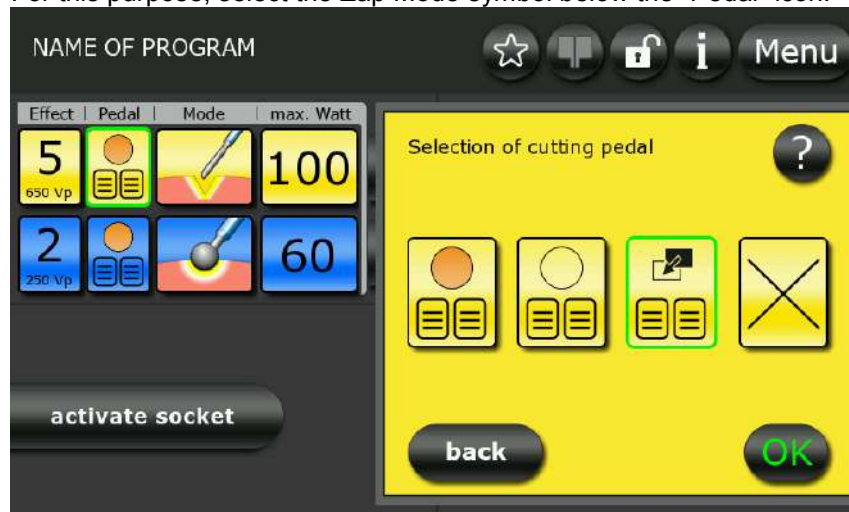 For this purpose, select the Zap Mode symbol below the "Pedal" icon.
NAME OF PROGRAM
i Menu
Effect | Pedal | Mode | max. Watt
5
650 Vp
100
2
250 Vp
60
activate socket
Selection of cutting pedal
?
back
OK